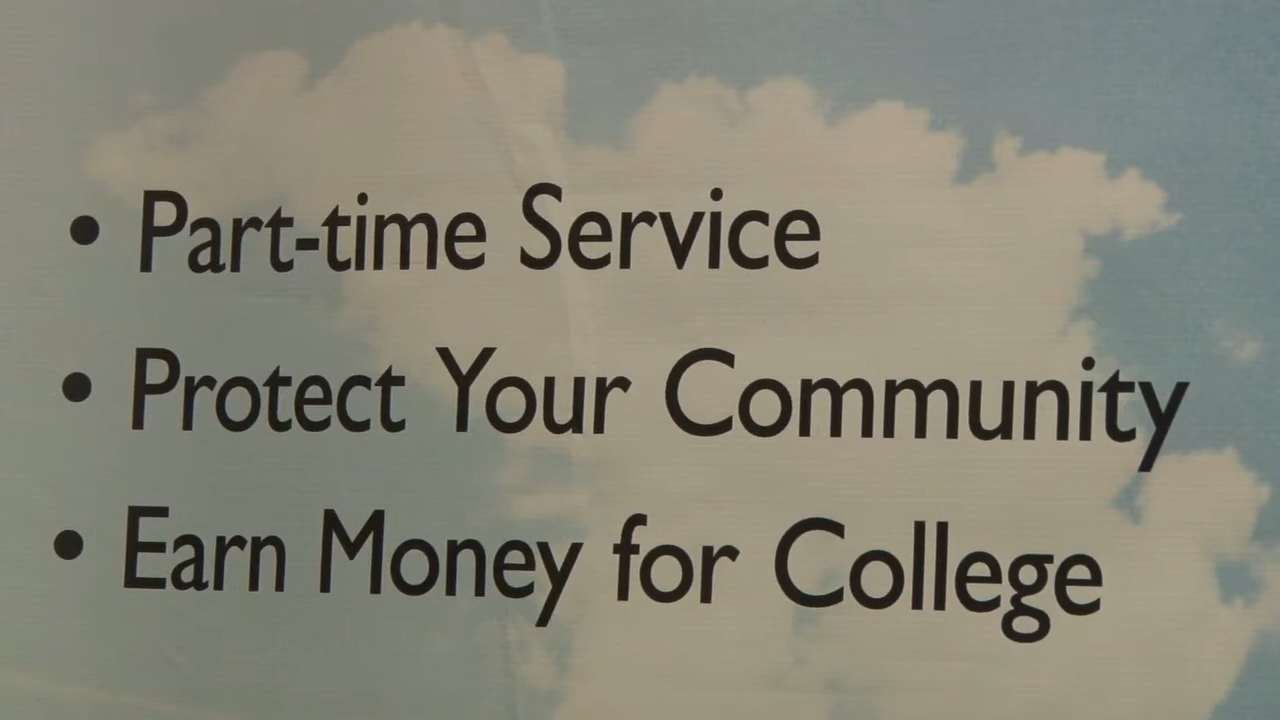 • Part-time Service
• Protect Your Community
• Earn Money for College